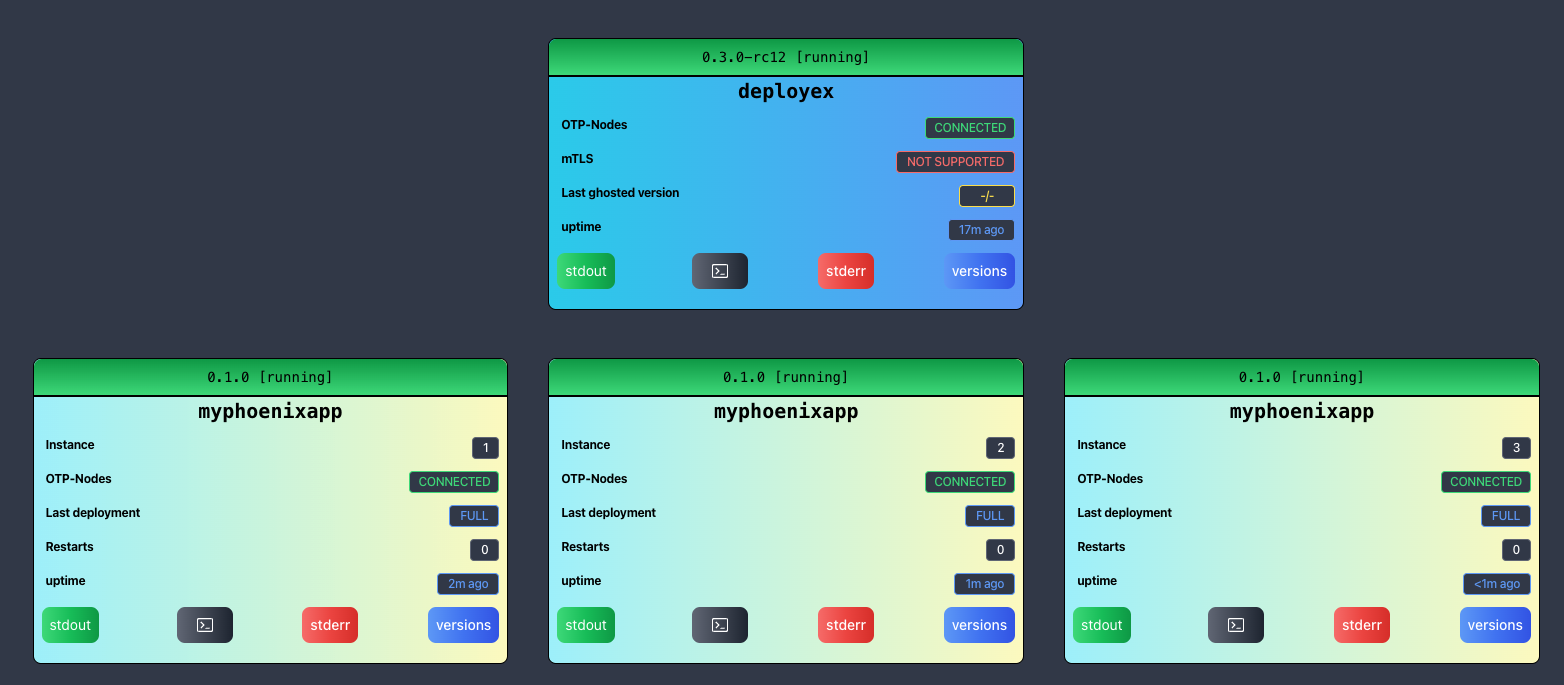 0.3.0-rc12 [running]
deployex
OTP-Nodes CONNECTED
mTLS NOT SUPPORTED
Last ghosted version -/-
uptime 17m ago
stdout stderr versions
0.1.0 [running]
myphoenixapp
Instance 1
OTP-Nodes CONNECTED
Last deployment FULL
Restarts 0
uptime 2m ago
stdout stderr versions
0.1.0 [running]
myphoenixapp
Instance 2
OTP-Nodes CONNECTED
Last deployment FULL
Restarts 0
uptime 1m ago
stdout stderr versions
0.1.0 [running]
myphoenixapp
Instance 3
OTP-Nodes CONNECTED
Last deployment FULL
Restarts 0
uptime <1m ago
stdout stderr versions